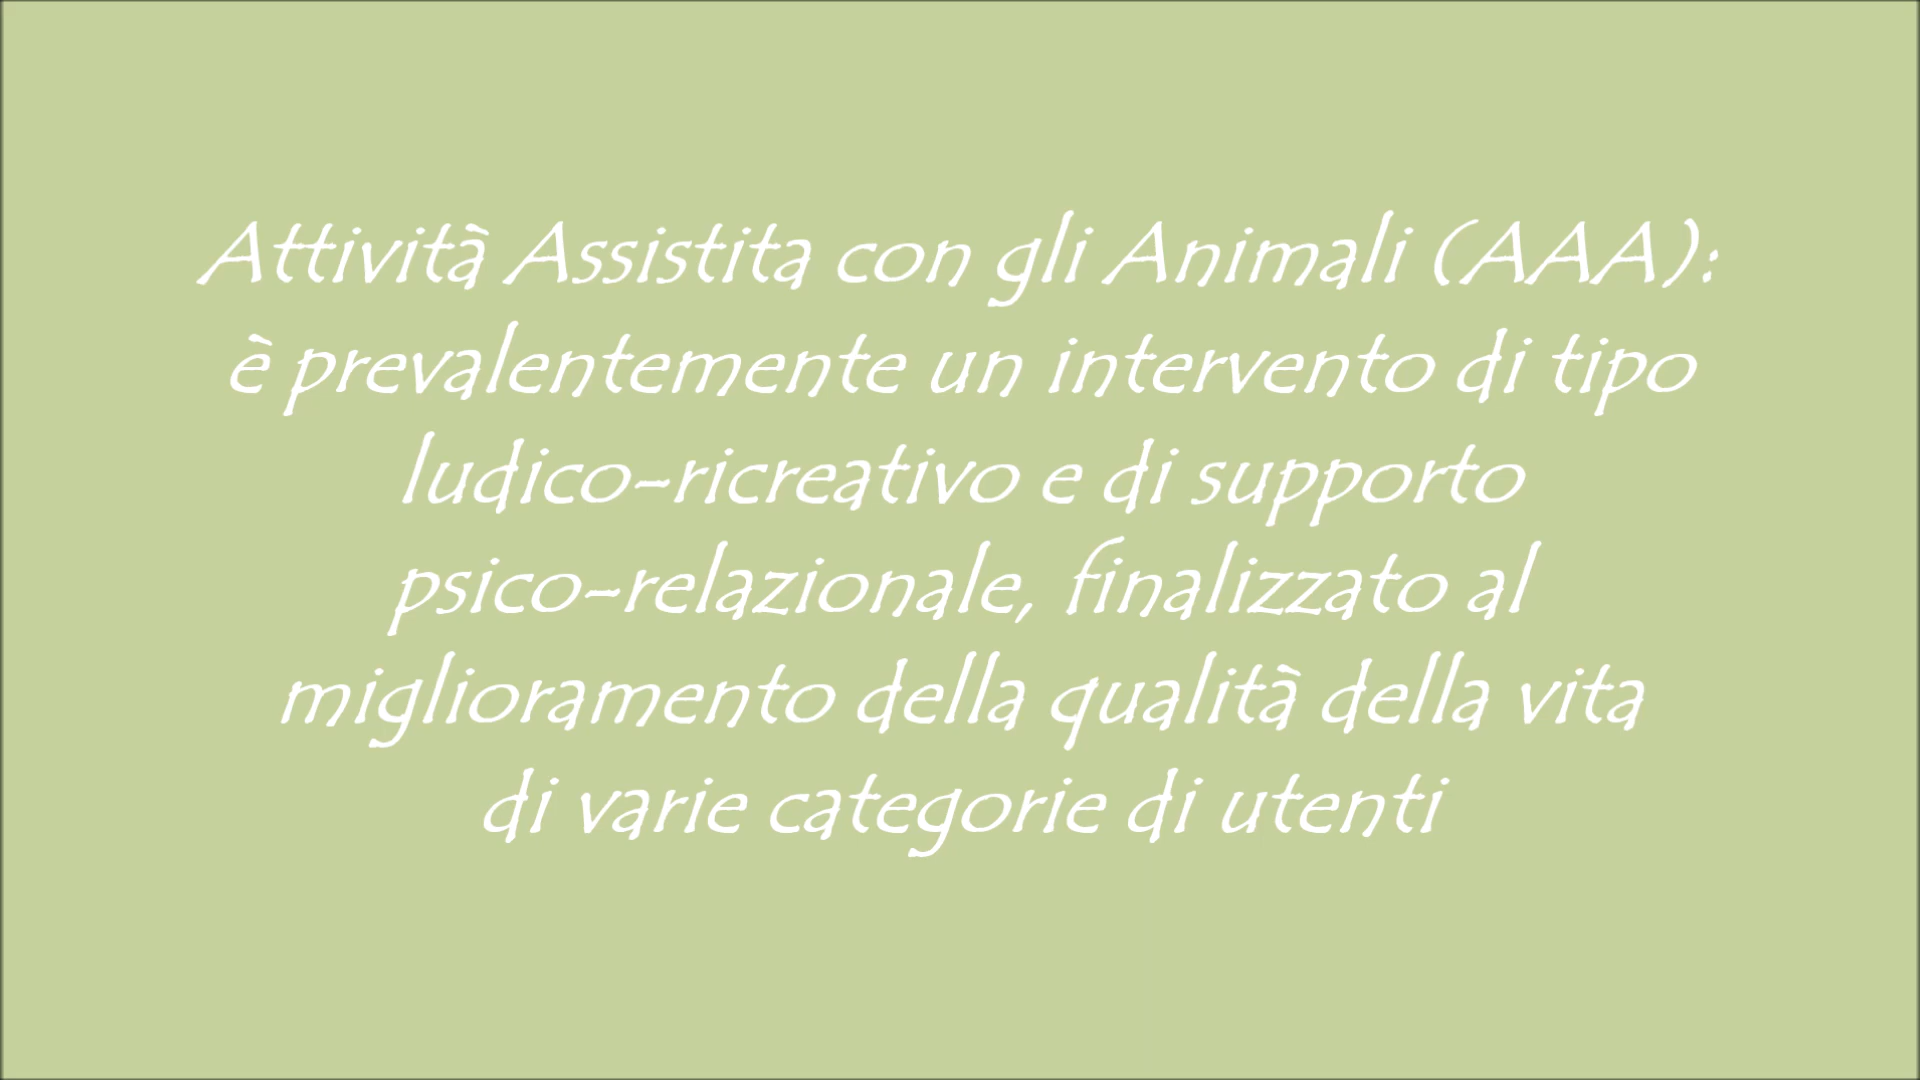 Attività Assistita con gli Animali (AAA):
è prevalentemente un intervento di tipo
ludico-ricreativo e di supporto
psico-relazionale, finalizzato al
miglioramento della qualità della vita
di varie categorie di utenti